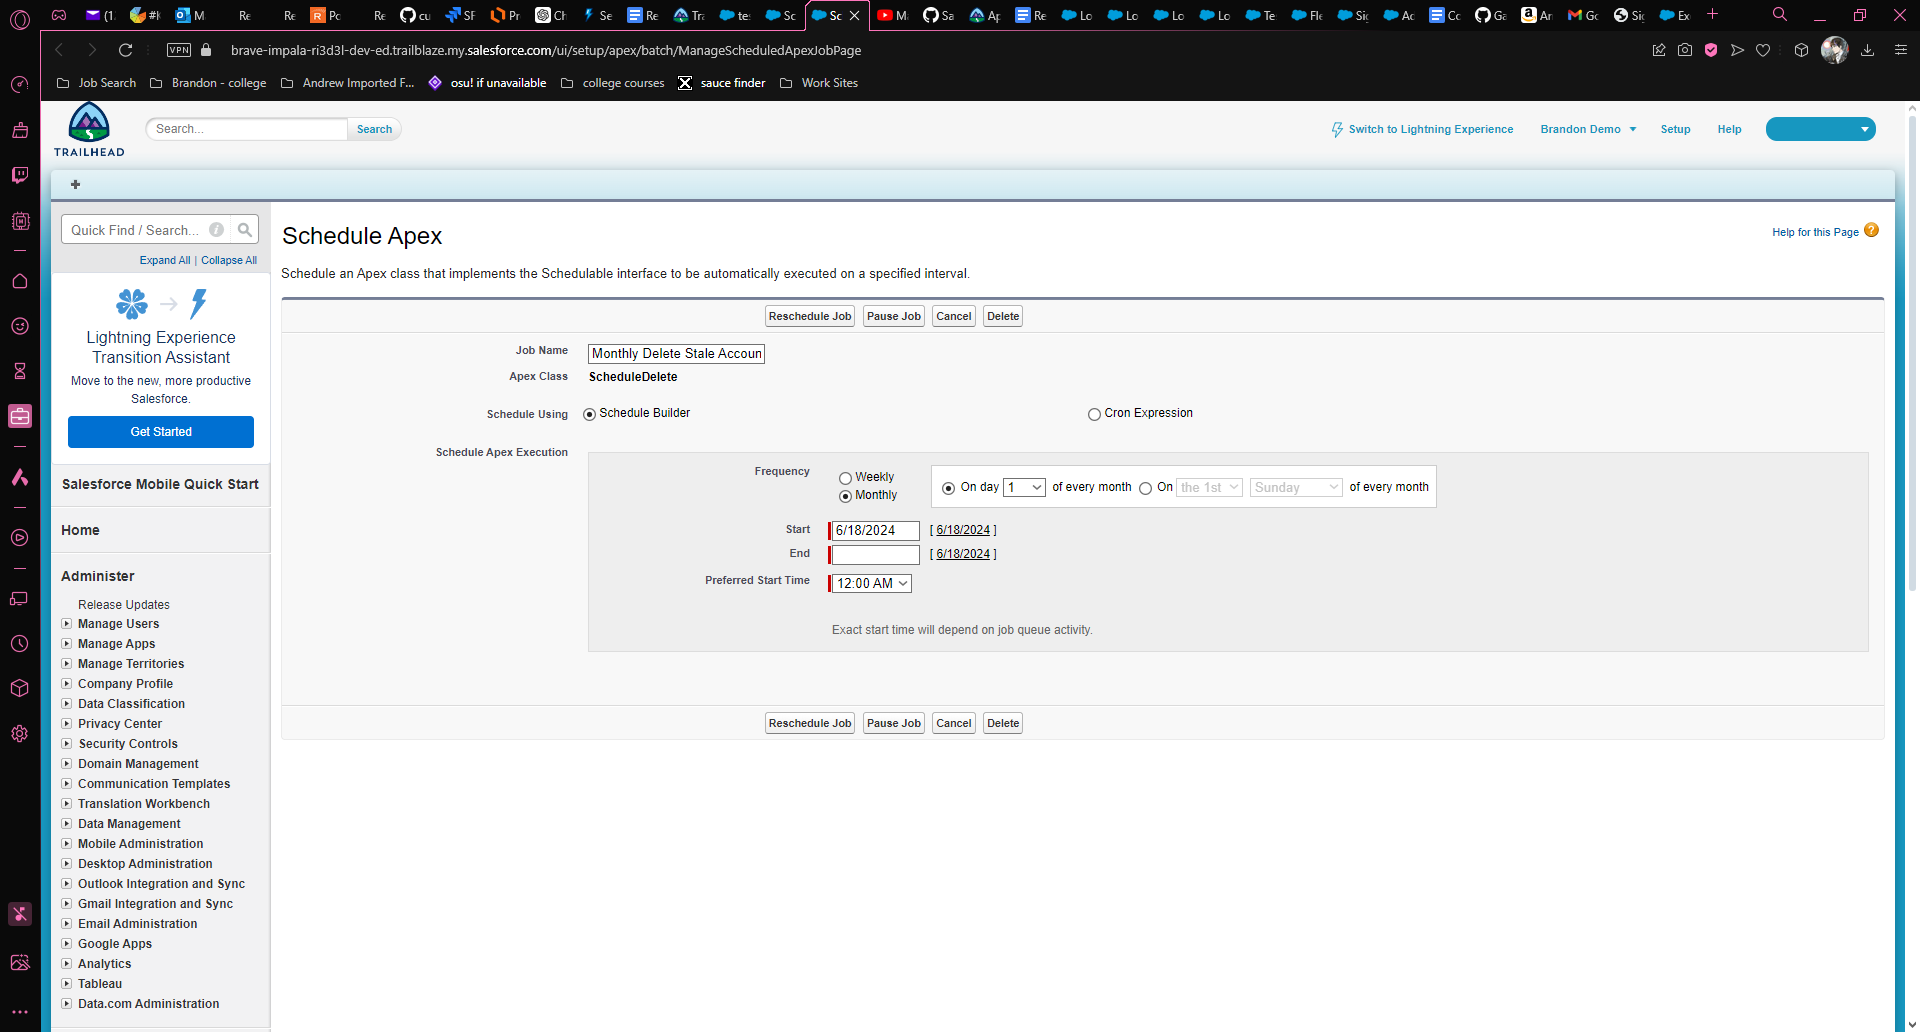 (1 # M Re Re Po Re cu SF Pr Ch Se Re Tra te: Sc Sc M Sa Ap Re Lo Lo Lo Lo Te Fle Sig Ac Co Ga Ar Gc Sig Ex
VPN brave-impala-ri3d3l-dev-ed.trailblaze.my.salesforce.com/ui/setup/apex/batch/ManageScheduledApexJobPage
Job Search Brandon - college Andrew Imported F... osu! if unavailable college courses sauce finder Work Sites
TRAILHEAD
Search... Search
Switch to Lightning Experience Brandon Demo Setup Help
Quick Find / Search...
Expand All | Collapse All
Lightning Experience
Transition Assistant
Move to the new, more productive
Salesforce.
Get Started
Salesforce Mobile Quick Start
Home
Administer
Release Updates
Manage Users
Manage Apps
Manage Territories
Company Profile
Data Classification
Privacy Center
Security Controls
Domain Management
Communication Templates
Translation Workbench
Data Management
Mobile Administration
Desktop Administration
Outlook Integration and Sync
Gmail Integration and Sync
Email Administration
Google Apps
Analytics
Tableau
Data.com Administration
Schedule Apex
Help for this Page ?
Schedule an Apex class that implements the Schedulable interface to be automatically executed on a specified interval.
Reschedule Job Pause Job Cancel Delete
Job Name Monthly Delete Stale Accoun
Apex Class ScheduleDelete
Schedule Using Schedule Builder Cron Expression
Schedule Apex Execution
Frequency Weekly
Monthly
On day 1 of every month On the 1st Sunday of every month
Start 6/18/2024 [ 6/18/2024 ]
End [ 6/18/2024 ]
Preferred Start Time 12:00 AM
Exact start time will depend on job queue activity.
Reschedule Job Pause Job Cancel Delete